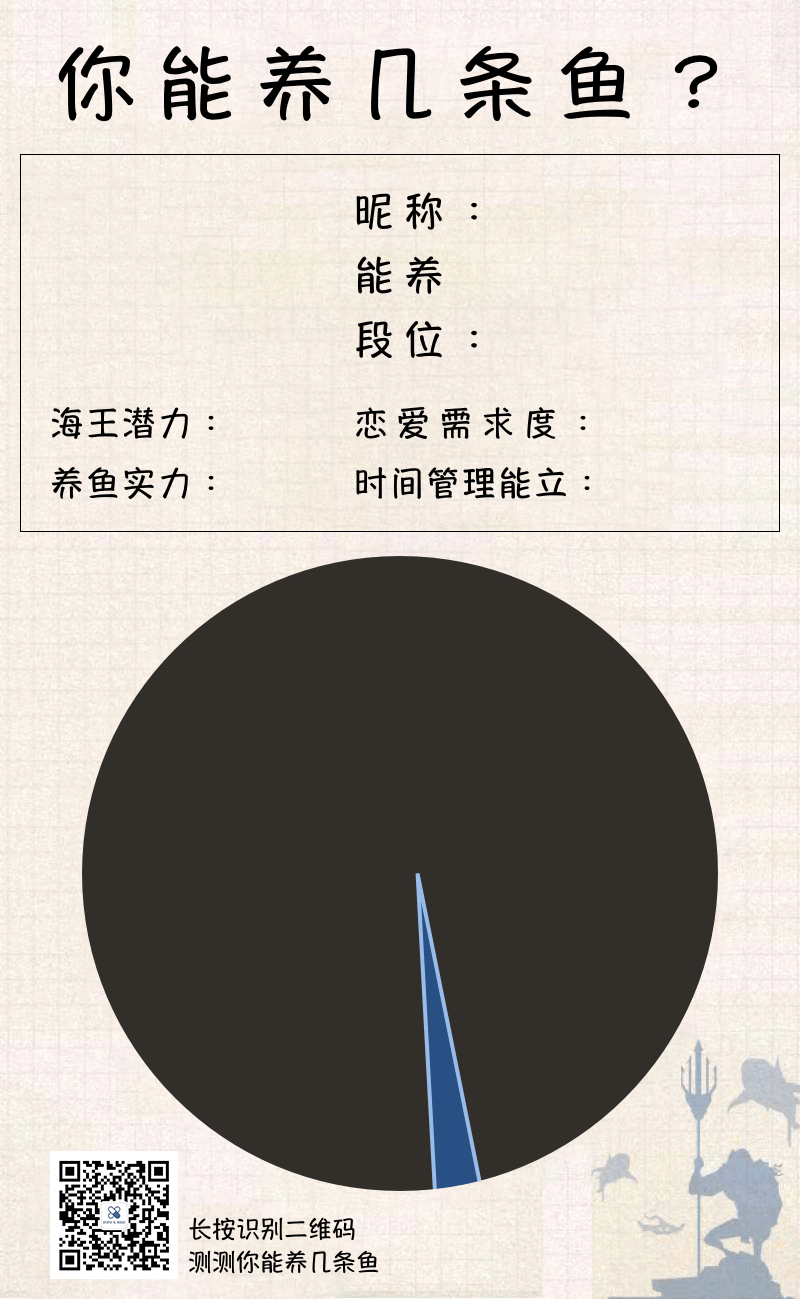 你能养几条鱼？
昵称：
能养
段位：
海王潜力：
恋爱需求度：
养鱼实力：
时间管理能立：
长按识别二维码
测测你能养几条鱼